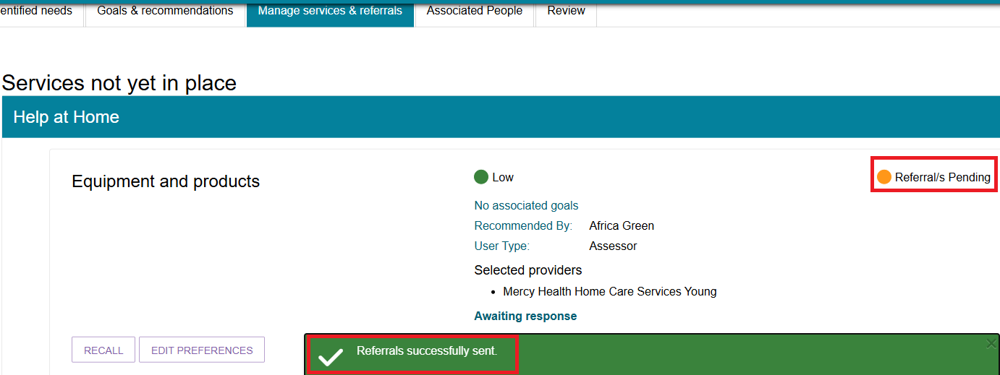 entified needs
Goals & recommendations
Manage services & referrals
Associated People
Review
Services not yet in place
Help at Home
Equipment and products
Low
Referral/s Pending
No associated goals
Recommended By: Africa Green
User Type: Assessor
Selected providers
• Mercy Health Home Care Services Young
Awaiting response
RECALL
EDIT PREFERENCES
Referrals successfully sent.